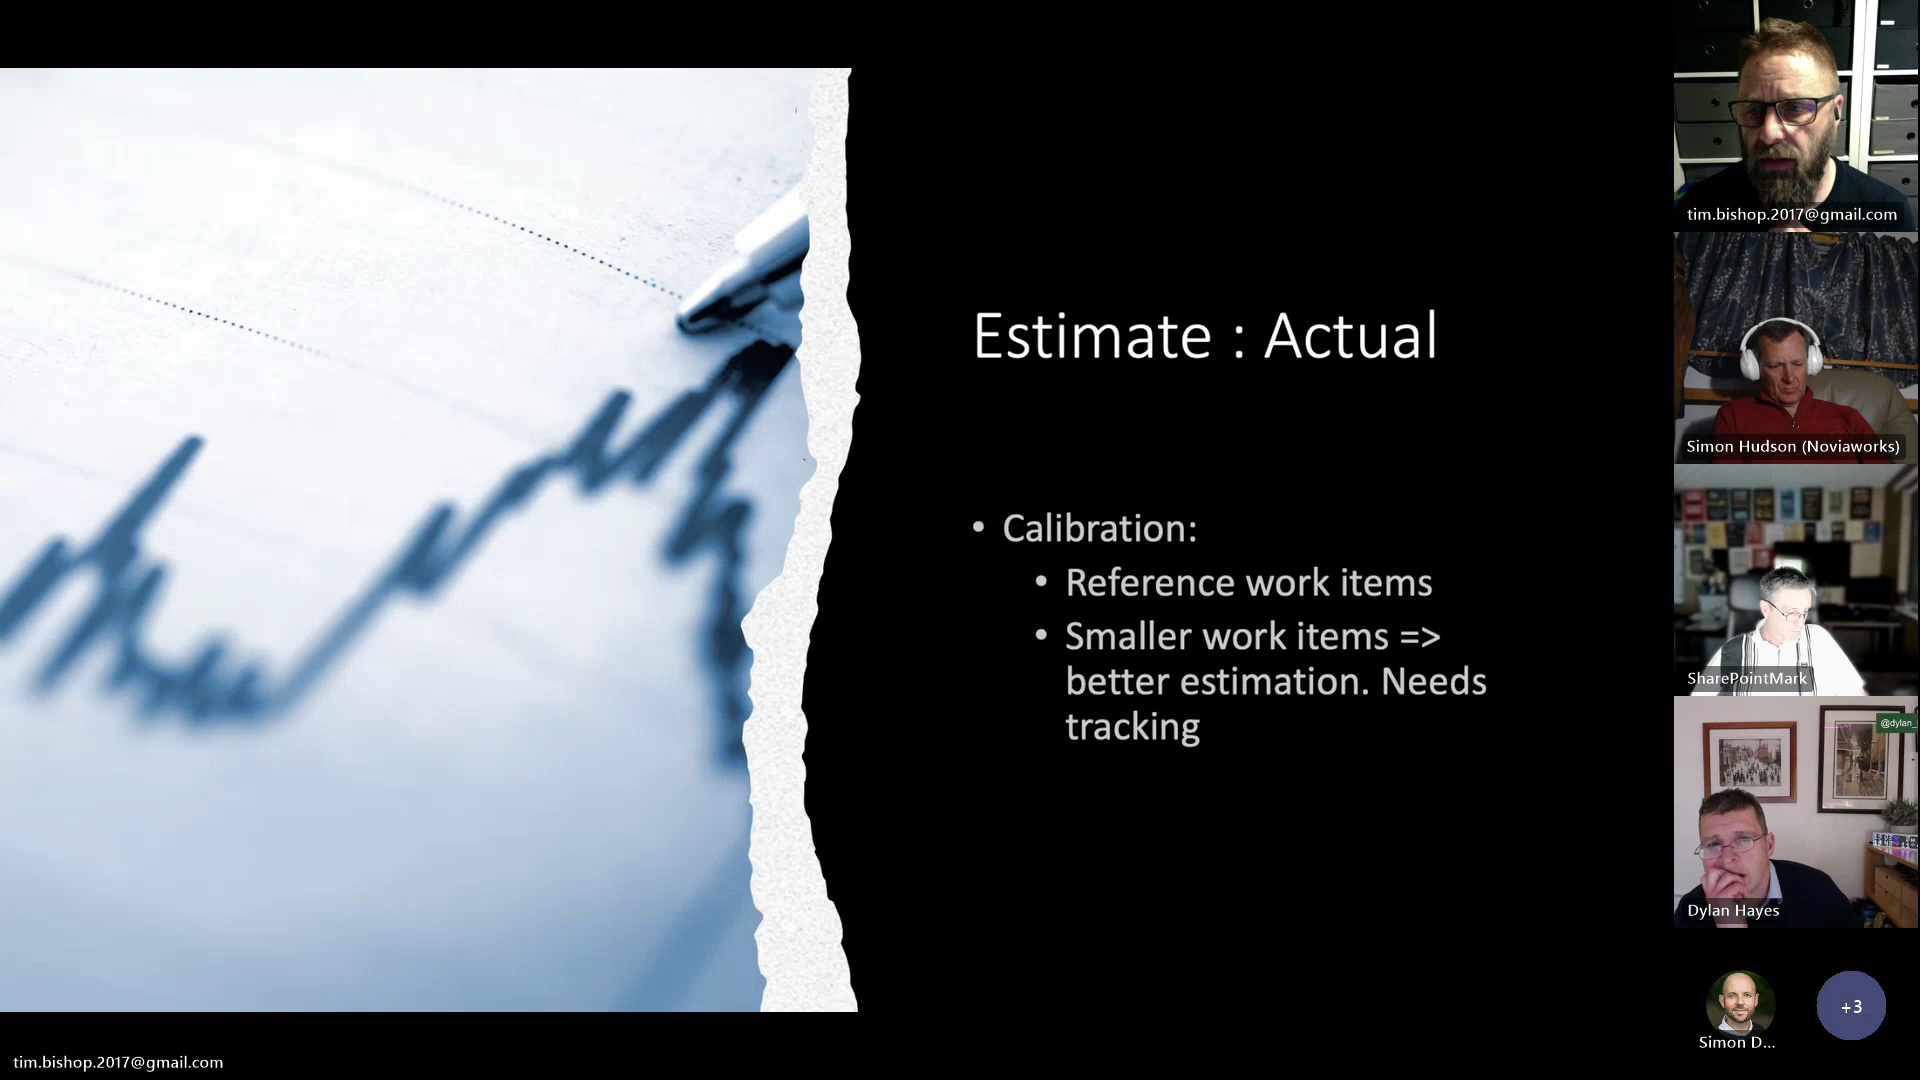 Estimate : Actual
• Calibration:
• Reference work items
• Smaller work items =>
better estimation. Needs
tracking
tim.bishop.2017@gmail.com
Simon Hudson (Noviaworks)
SharePointMark
@dylan_
Dylan Hayes
Simon D...
+3
tim.bishop.2017@gmail.com